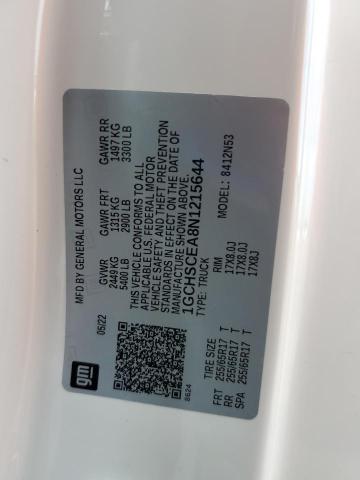 gm
MFD BY GENERAL MOTORS LLC
05/22 GVWR GAWR FRT GAWR RR
2449 KG 1315 KG 1497 KG
5400 LB 2900 LB 3300 LB
THIS VEHICLE CONFORMS TO ALL
APPLICABLE U.S. FEDERAL MOTOR
VEHICLE SAFETY AND THEFT PREVENTION
STANDARDS IN EFFECT ON THE DATE OF
MANUFACTURE SHOWN ABOVE.
1GCHSCEA8N1215644
8624 TYPE: TRUCK MODEL: 8412N53
TIRE SIZE RIM
FRT 255/65R17 T 17X8.0J
RR 255/65R17 T 17X8.0J
SPA 255/65R17 T 17X8J